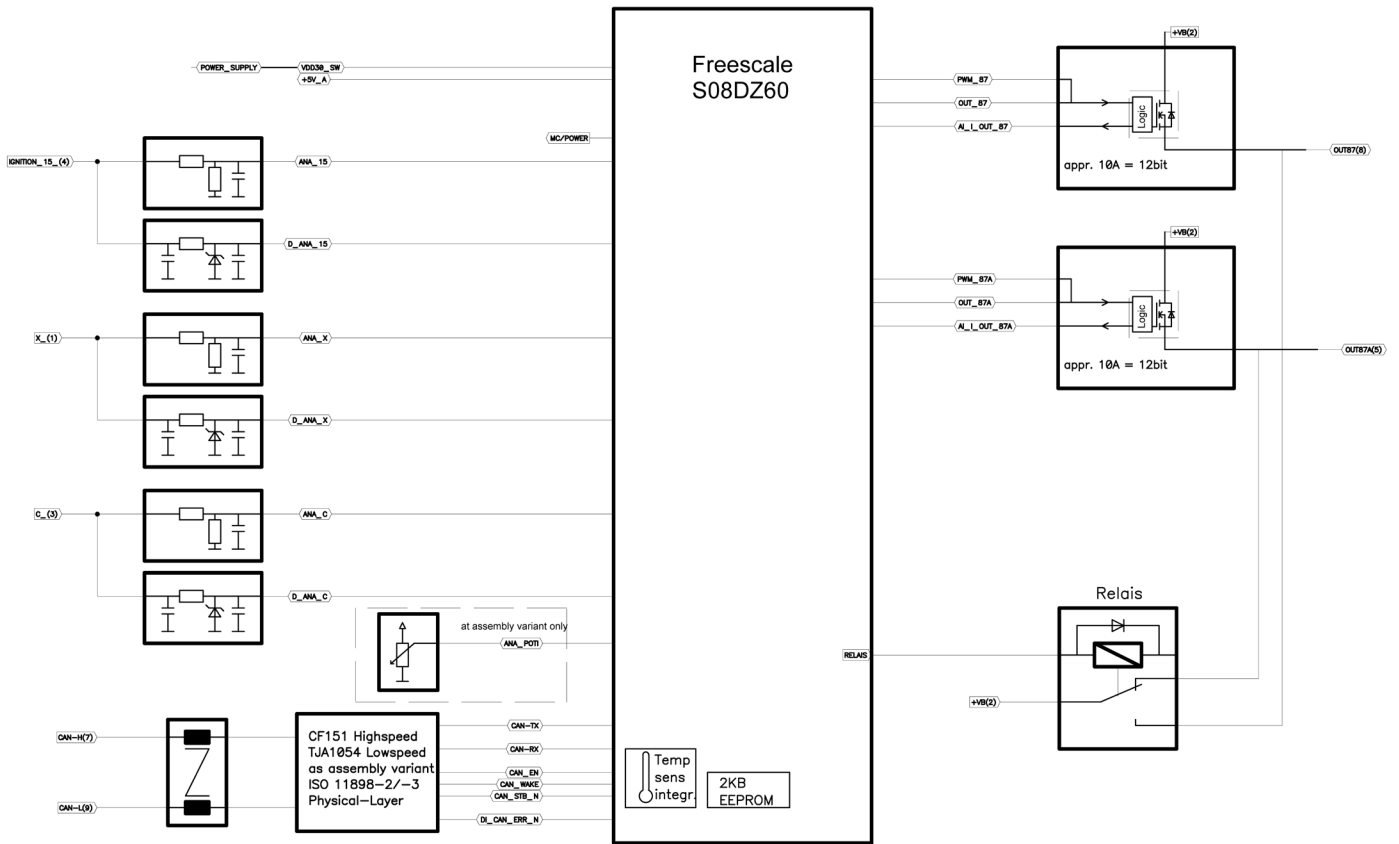 Freescale
S08DZ60
POWER_SUPPLY
VDD30_SW
+5V_A
MC/POWER
IGNITION_15_(4)
ANA_15
D_ANA_15
X_(1)
ANA_X
D_ANA_X
C_(3)
ANA_C
D_ANA_C
at assembly variant only
ANA_POTI
CAN-H(7)
CAN-L(9)
CF151 Highspeed
TJA1054 Lowspeed
as assembly variant
ISO 11898-2/-3
Physical-Layer
CAN-TX
CAN-RX
CAN_EN
CAN_WAKE
CAN_STB_N
DI_CAN_ERR_N
Temp
sens
integr.
2KB
EEPROM
PWM_87
OUT_87
AI_I_OUT_87
+VB(2)
Logic
appr. 10A = 12bit
OUT87(8)
PWM_87A
OUT_87A
AI_I_OUT_87A
+VB(2)
Logic
appr. 10A = 12bit
OUT87A(5)
Relais
RELAIS
+VB(2)